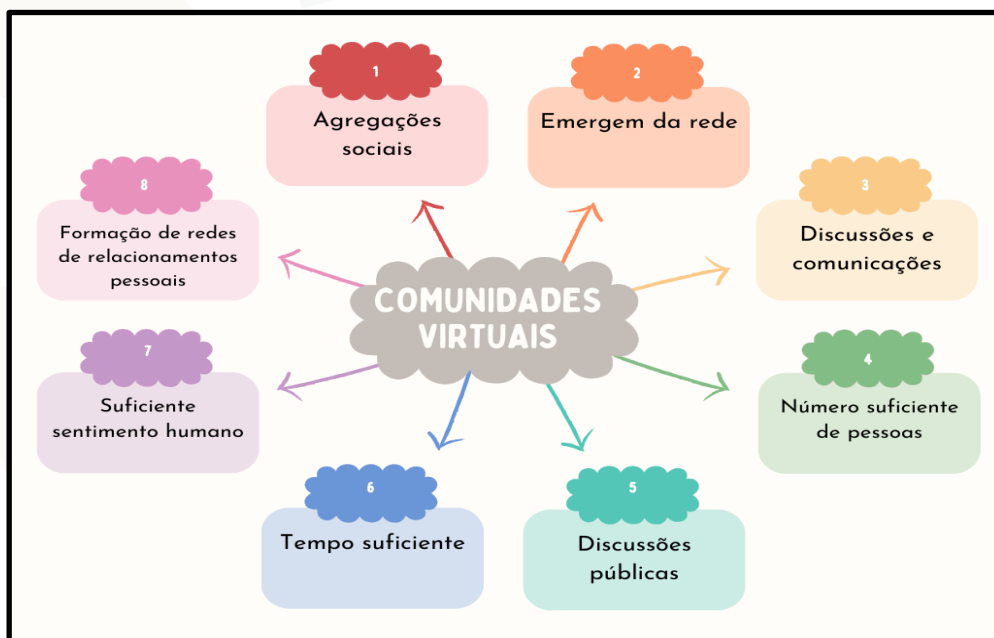 COMUNIDADES
VIRTUAIS
1
Agregações
sociais
2
Emergem da rede
3
Discussões e
comunicações
4
Número suficiente
de pessoas
5
Discussões
públicas
6
Tempo suficiente
7
Suficiente
sentimento humano
8
Formação de redes
de relacionamentos
pessoais